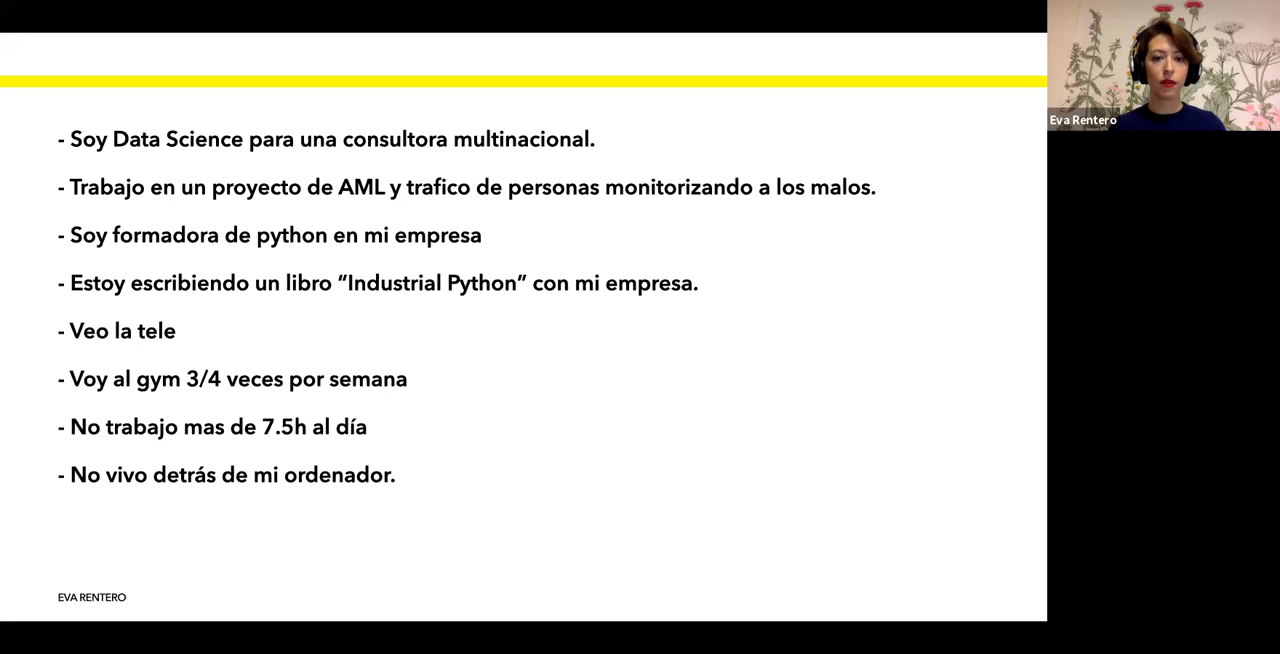 - Soy Data Science para una consultora multinacional.
- Trabajo en un proyecto de AML y trafico de personas monitorizando a los malos.
- Soy formadora de python en mi empresa
- Estoy escribiendo un libro “Industrial Python” con mi empresa.
- Veo la tele
- Voy al gym 3/4 veces por semana
- No trabajo mas de 7.5h al día
- No vivo detrás de mi ordenador.
EVA RENTERO
Eva Rentero